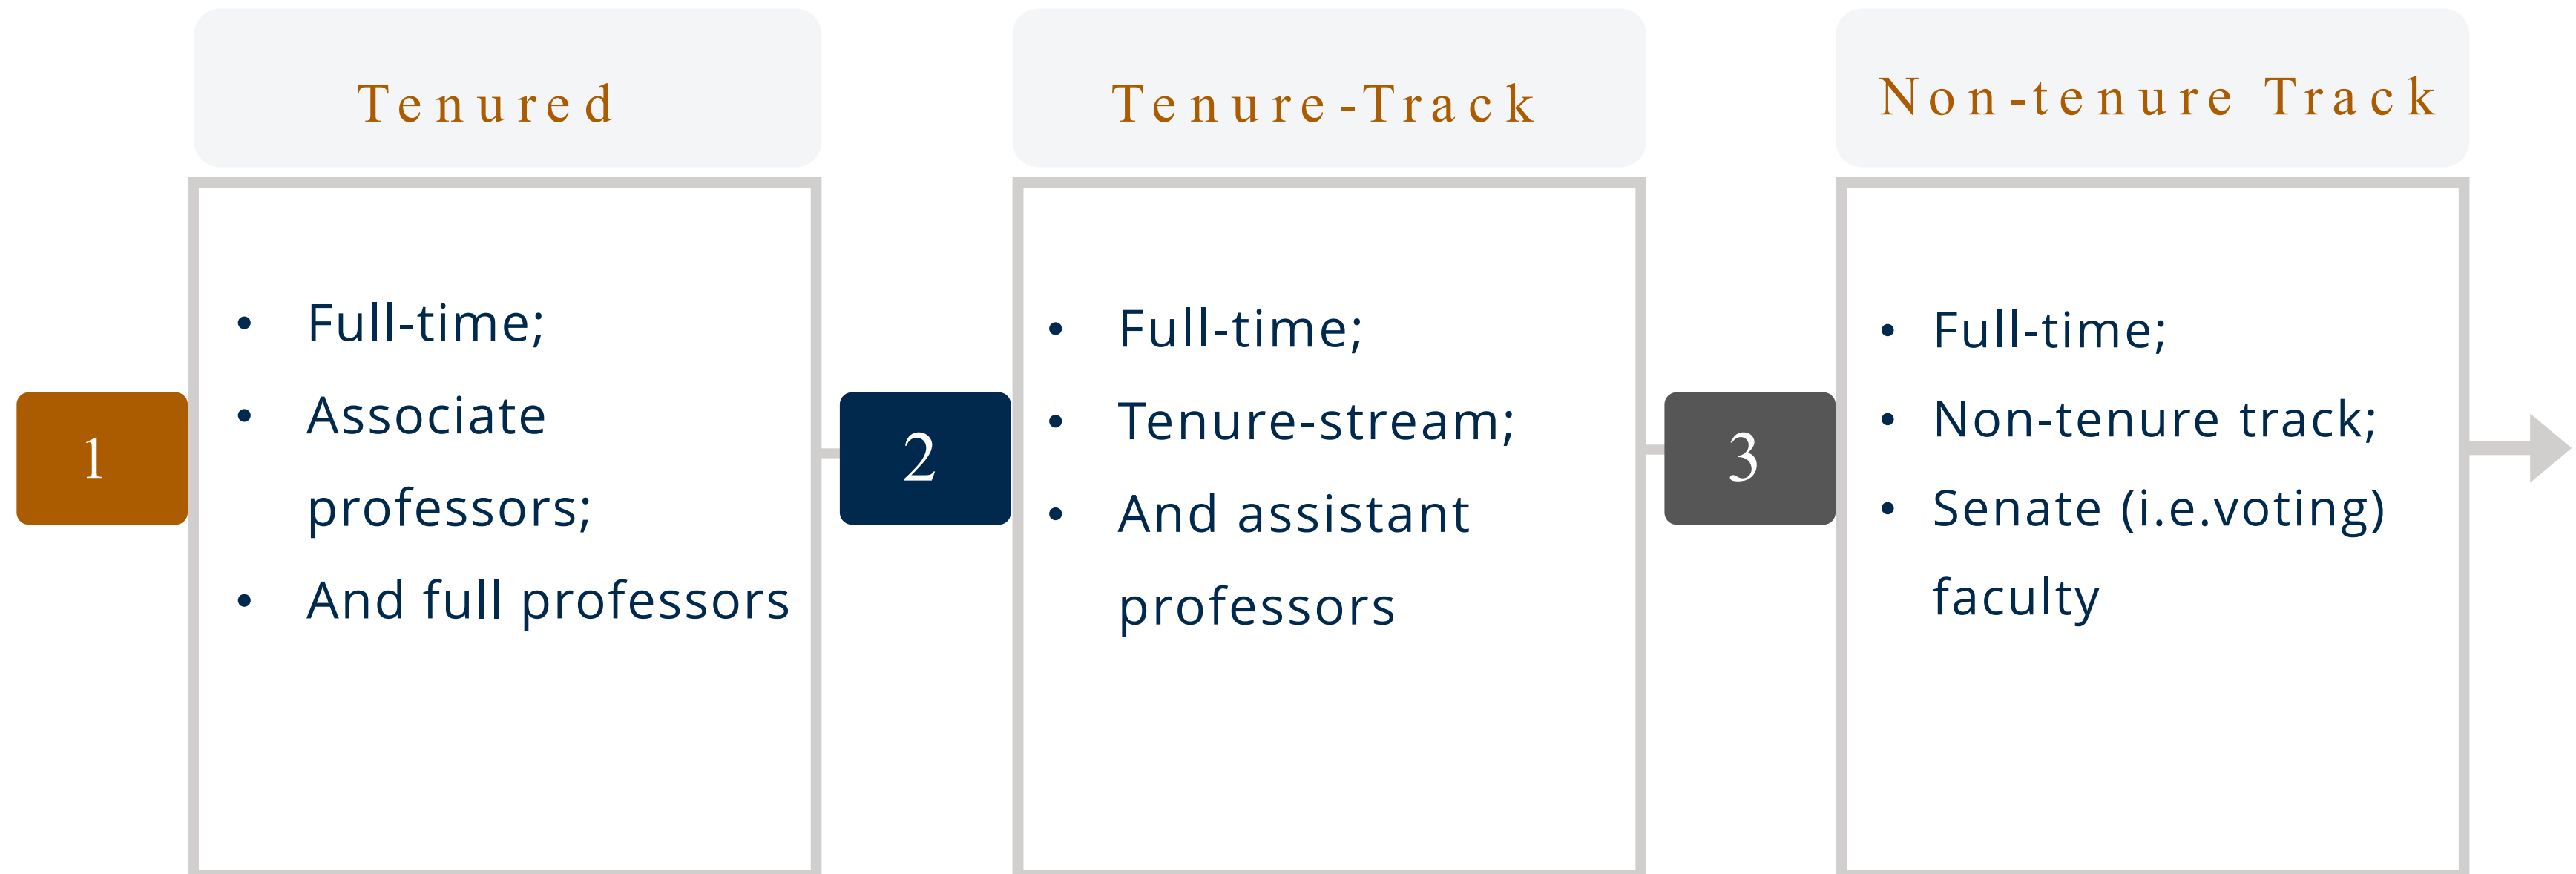 Tenured
1
• Full-time;
• Associate
professors;
• And full professors
Tenure-Track
2
• Full-time;
• Tenure-stream;
• And assistant
professors
Non-tenure Track
3
• Full-time;
• Non-tenure track;
• Senate (i.e.voting)
faculty